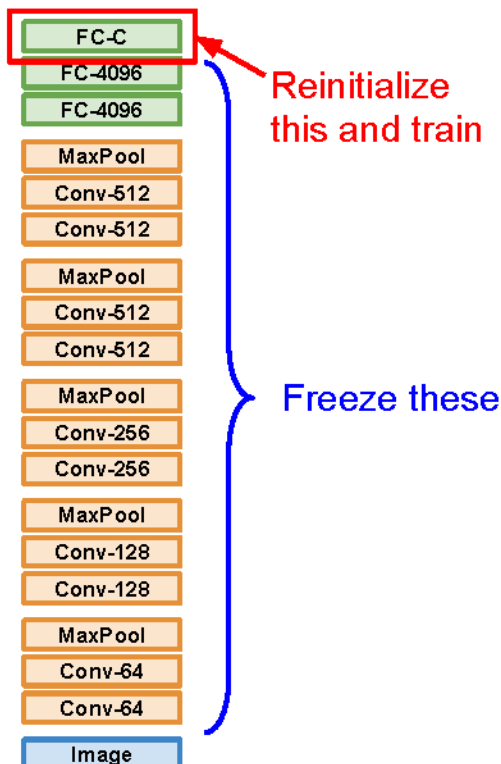 FC-C
FC-4096
FC-4096
Reinitialize
this and train
MaxPool
Conv-512
Conv-512
MaxPool
Conv-512
Conv-512
MaxPool
Freeze these
Conv-256
Conv-256
MaxPool
Conv-128
Conv-128
MaxPool
Conv-64
Conv-64
Image